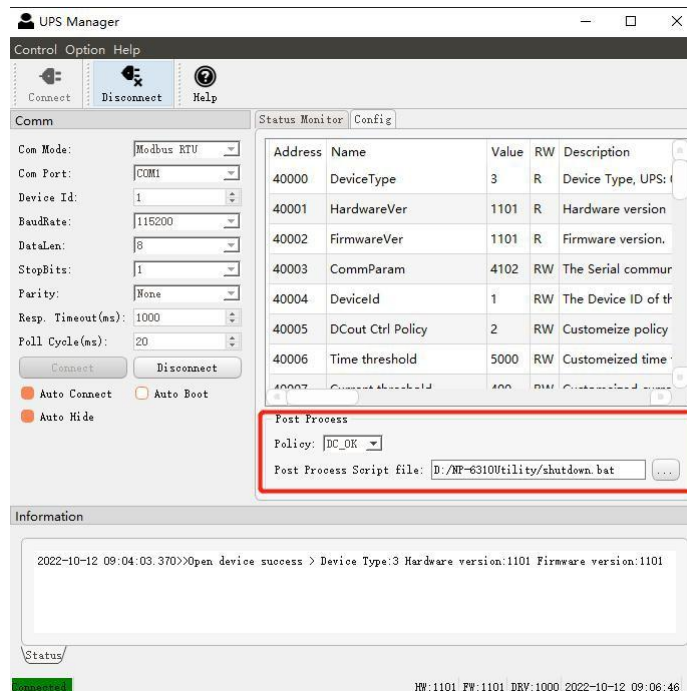 UPS Manager
Control Option Help
Connect Disconnect Help
Comm
Com Mode: Modbus RTU
Com Port: COM1
Device Id: 1
BaudRate: 115200
DataLen: 8
StopBits: 1
Parity: None
Resp. Timeout(ms): 1000
Poll Cycle(ms): 20
Connect Disconnect
Auto Connect Auto Boot
Auto Hide
Status Monitor Config
Address Name Value RW Description
40000 DeviceType 3 R Device Type, UPS:
40001 HardwareVer 1101 R Hardware version
40002 FirmwareVer 1101 R Firmware version.
40003 CommParam 4102 RW The Serial commur
40004 DeviceId 1 RW The Device ID of th
40005 DCout Ctrl Policy 2 RW Customeize policy
40006 Time threshold 5000 RW Customeized time
40007 Current threshold 400 RW Customeized
Post Process
Policy: DC_OK
Post Process Script file: D:/NP-6310Utility/shutdown.bat ...
Information
2022-10-12 09:04:03.370>>Open device success > Device Type:3 Hardware version:1101 Firmware version:1101
Status
Connected
HW:1101 FW:1101 DRV:1000 2022-10-12 09:06:46